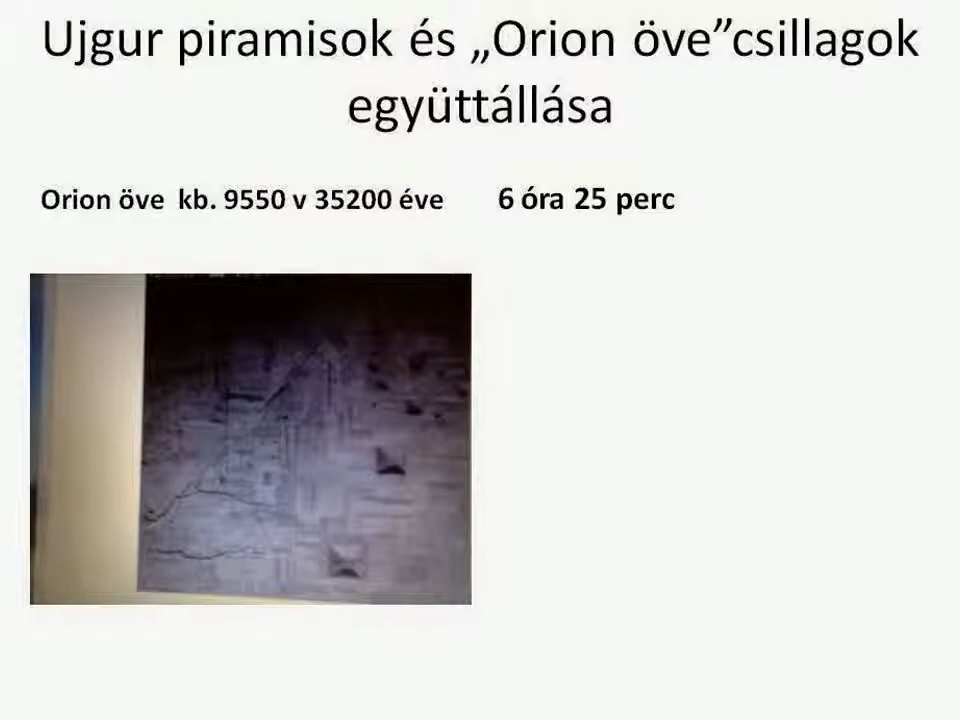 Ujgur piramisok és „Orion öve”csillagok
együttállása
Orion öve  kb. 9550 v 35200 éve
6 óra 25 perc